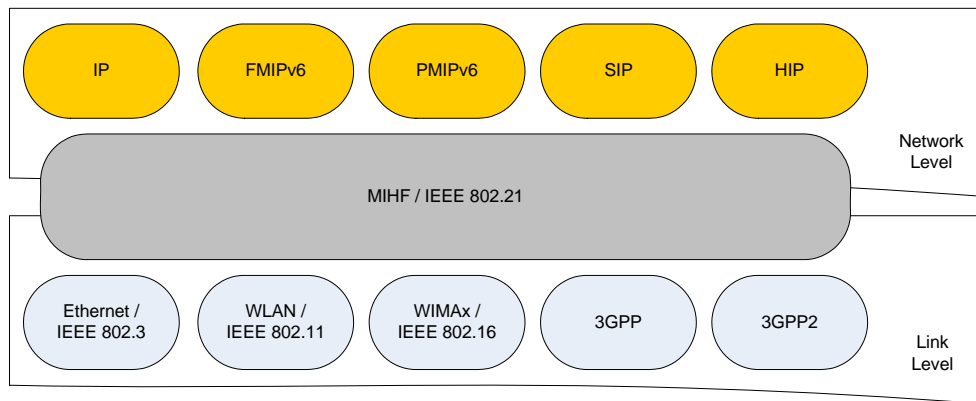 IP
FMIPv6
PMIPv6
SIP
HIP
Network
Level
MIHF / IEEE 802.21
Ethernet /
IEEE 802.3
WLAN /
IEEE 802.11
WIMAx /
IEEE 802.16
3GPP
3GPP2
Link
Level